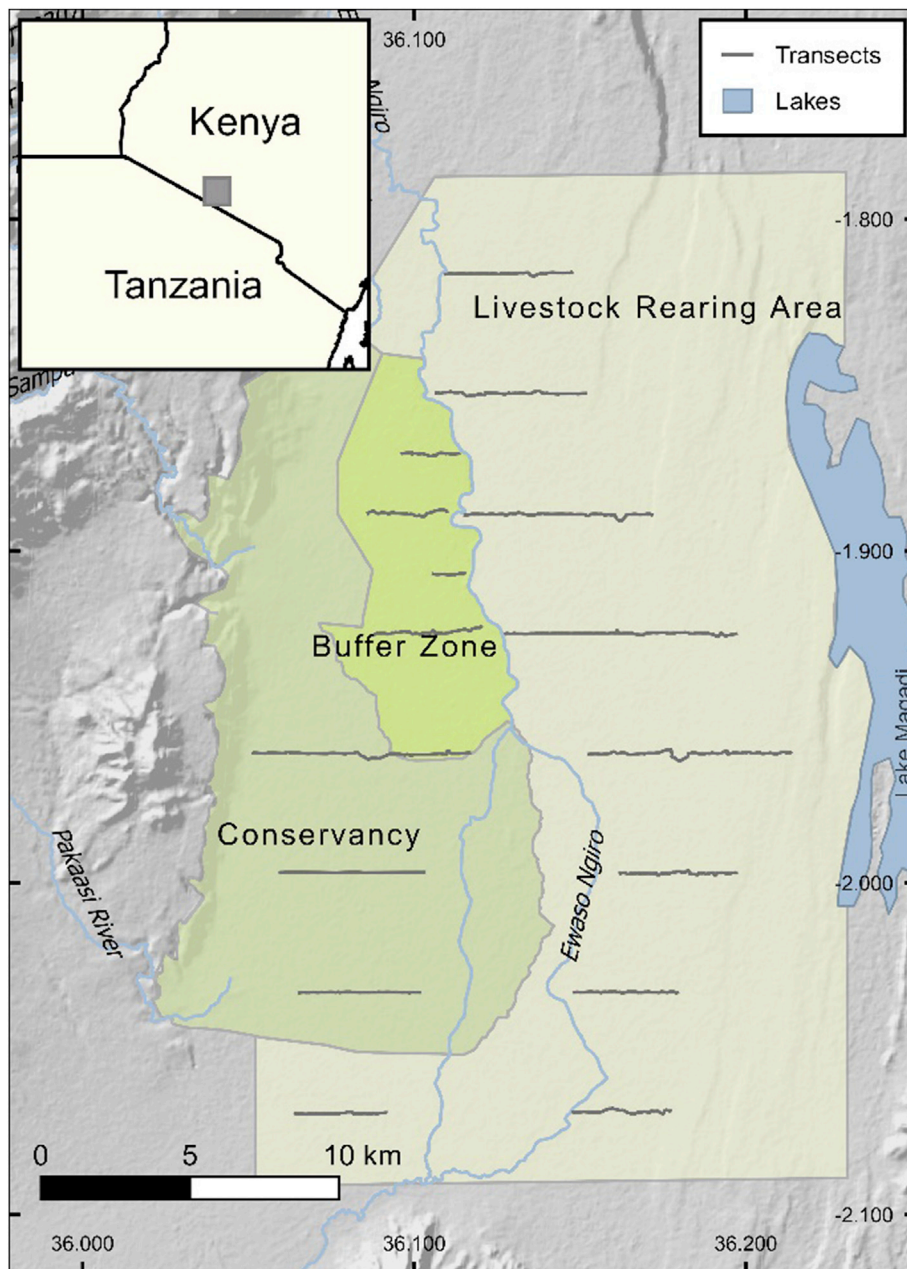 36.100
Ngiro
Kenya
Tanzania
Transects
Lakes
-1.800
Livestock Rearing Area
-1.900
Buffer Zone
Lake Magadi
Conservancy
Pakaasi River
Ewaso Ngiro
-2.000
0 5 10 km
-2.100
36.000 36.100 36.200